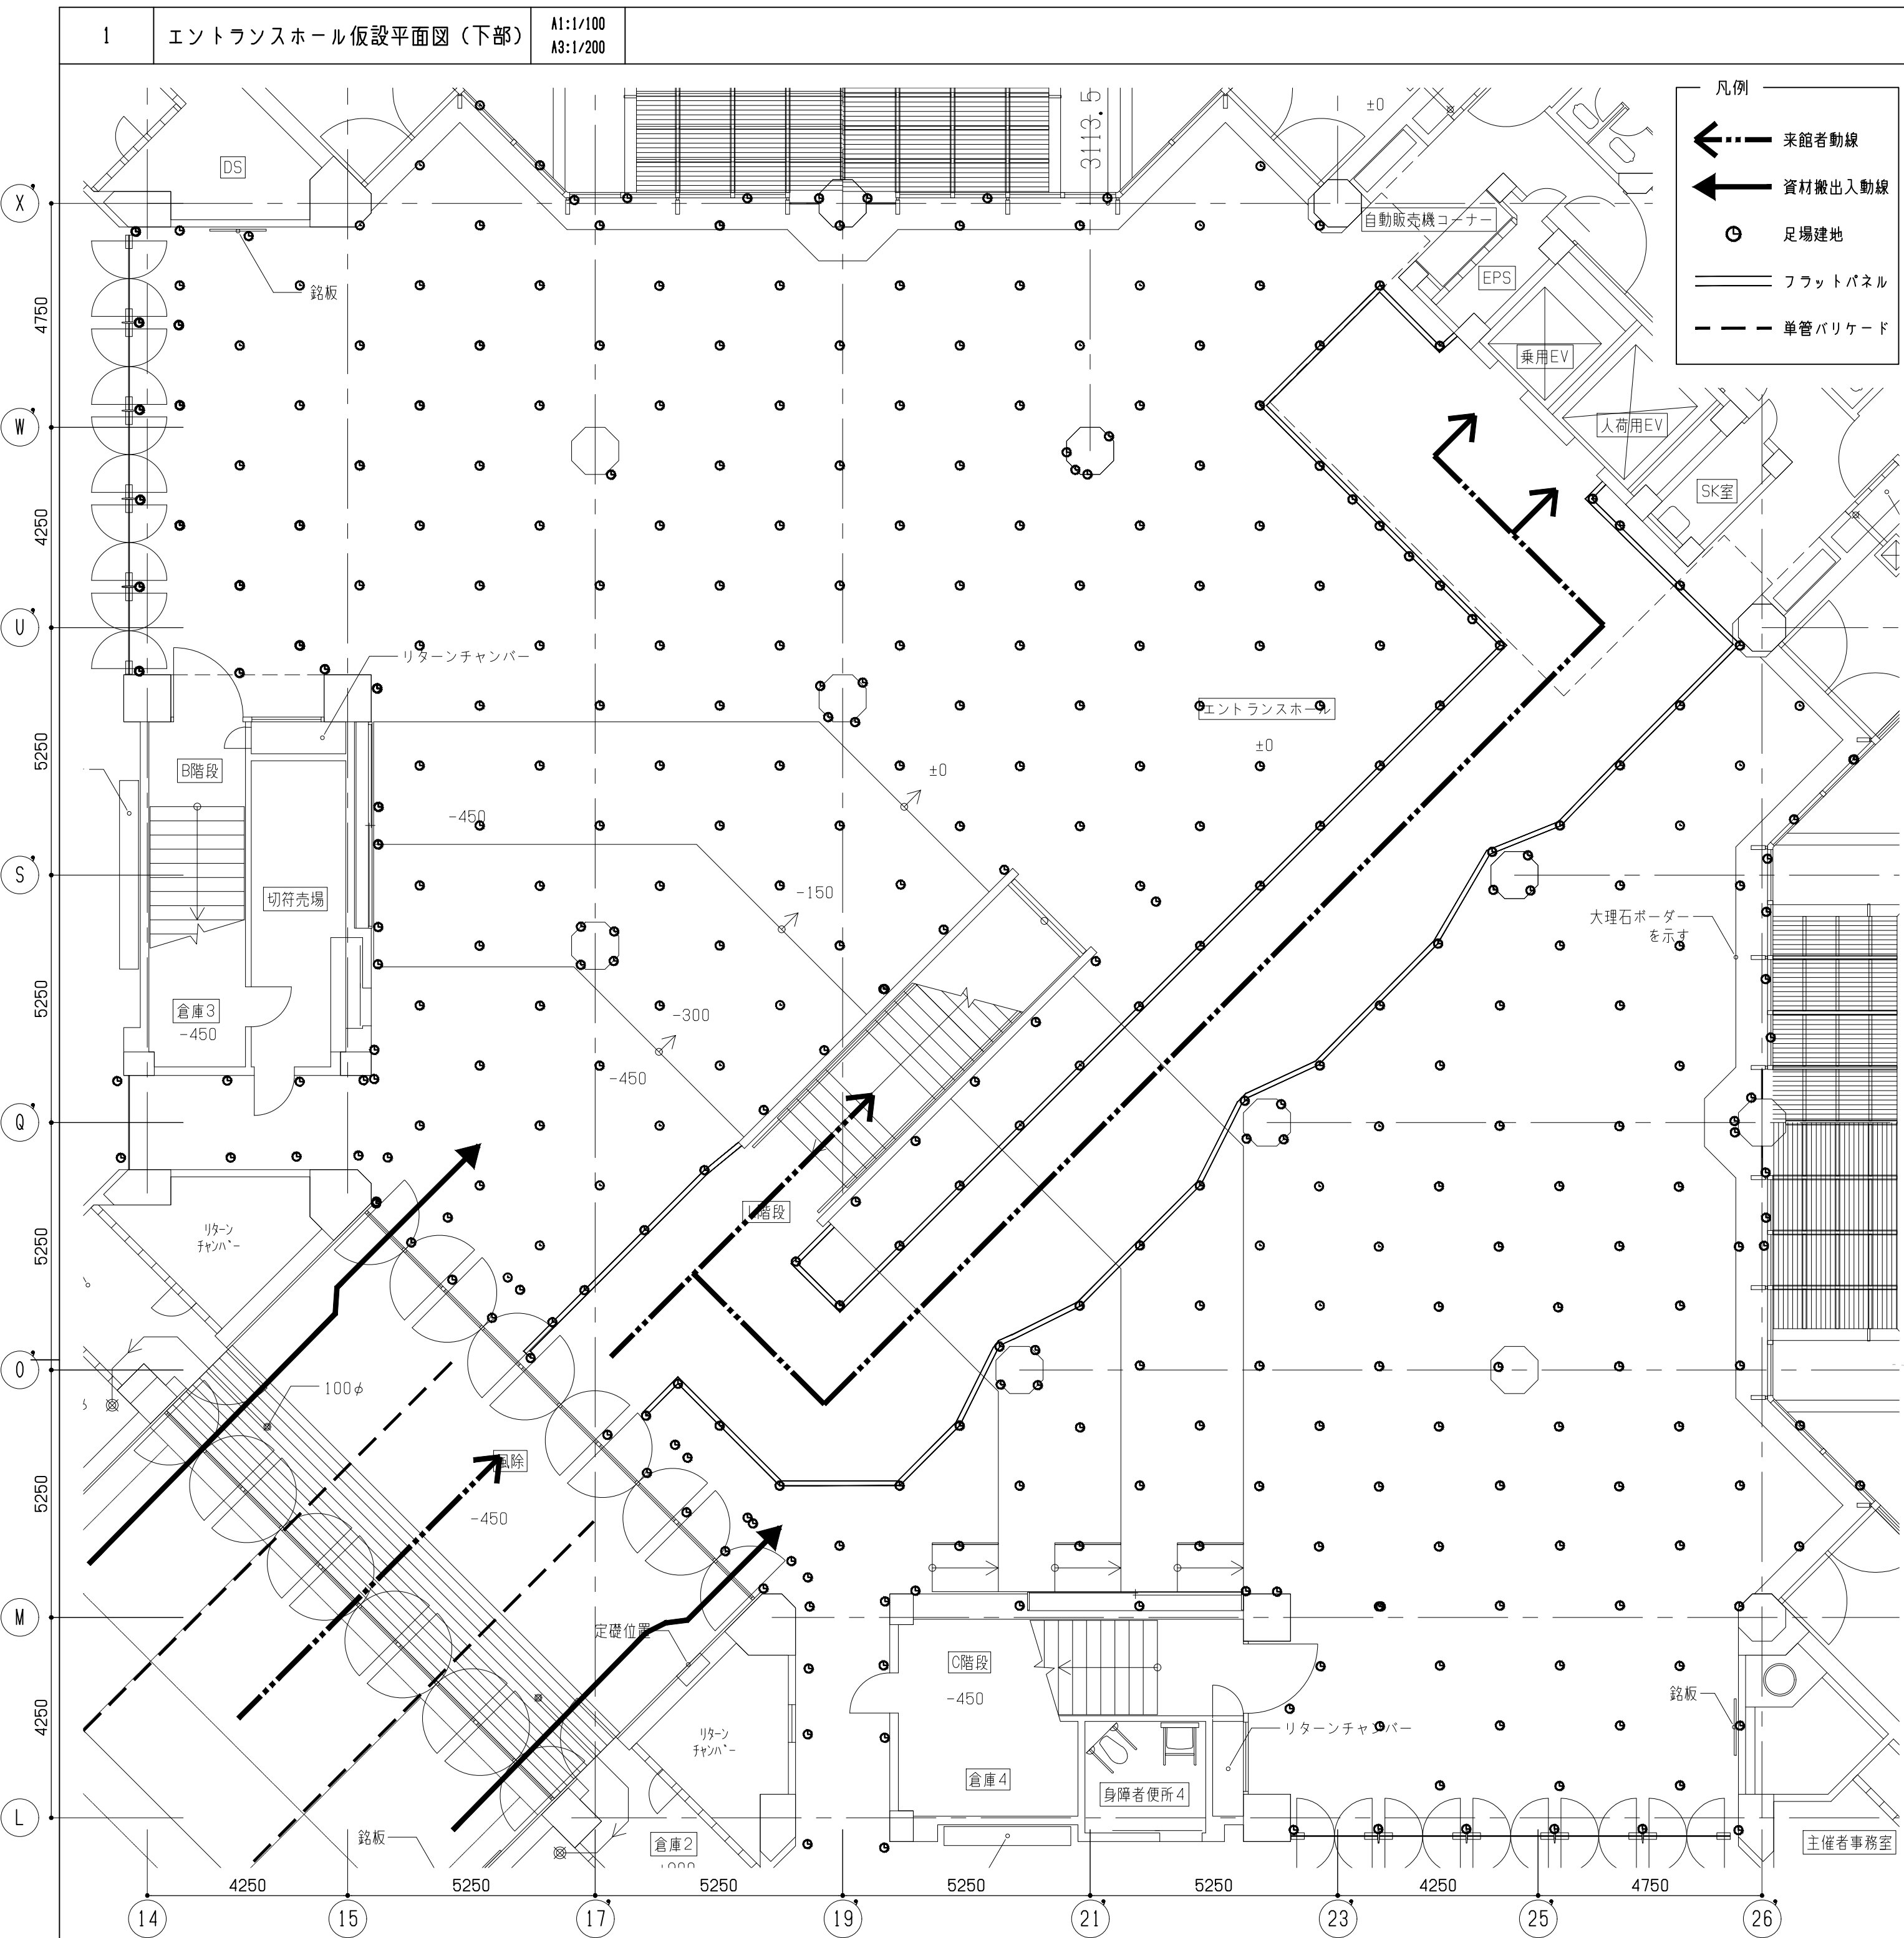 1
エントランスホール仮設平面図（下部）
A1:1/100
A3:1/200
凡例
来館者動線
資材搬出入動線
足場建地
フラットパネル
単管バリケード
3113.5
±0
DS
自動販売機コーナー
銘板
EPS
乗用EV
人荷用EV
SK室
リターンチャンバー
エントランスホール
±0
±0
B階段
-450
-150
切符売場
大理石ボーダー
を示す
倉庫3
-450
-300
-450
L階段
リターン
チャンバー
100φ
風除
-450
定礎位置
C階段
-450
銘板
リターン
チャンバー
リターンチャンバー
倉庫4
身障者便所4
銘板
倉庫2
主催者事務室
X'
W'
U'
S'
Q'
O
M
L
4750
4250
5250
5250
5250
5250
4250
4250
5250
5250
5250
5250
4250
4750
14
15
17'
19'
21'
23'
25'
26'